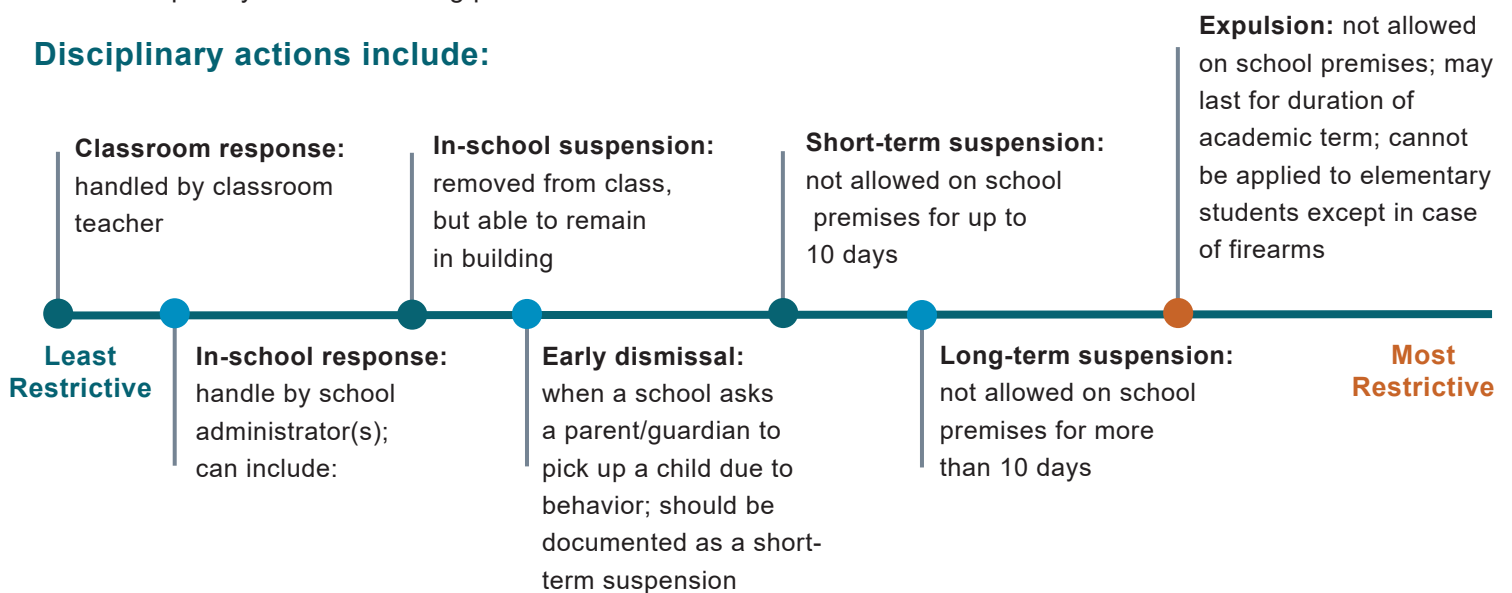 Disciplinary actions include:
Classroom response:
handled by classroom
teacher
In-school response:
handle by school
administrator(s);
can include:
In-school suspension:
removed from class,
but able to remain
in building
Early dismissal:
when a school asks
a parent/guardian to
pick up a child due to
behavior; should be
documented as a short-
term suspension
Short-term suspension:
not allowed on school
premises for up to
10 days
Long-term suspension:
not allowed on school
premises for more
than 10 days
Expulsion: not allowed
on school premises; may
last for duration of
academic term; cannot
be applied to elementary
students except in case
of firearms
Least
Restrictive
Most
Restrictive